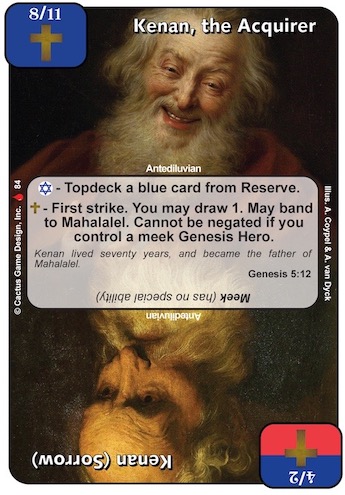 8/11
Kenan, the Acquirer
Antediluvian
- Topdeck a blue card from Reserve.
- First strike. You may draw 1. May band
to Mahalalel. Cannot be negated if you
control a meek Genesis Hero.
Kenan lived seventy years, and became the father of
Mahalalel.
Genesis 5:12
© Cactus Game Design, Inc. 84
Illus. A. Coypel & A. van Dyck
Meek (has no special ability)
Antediluvian
Kenan (Sorrow)
4/2